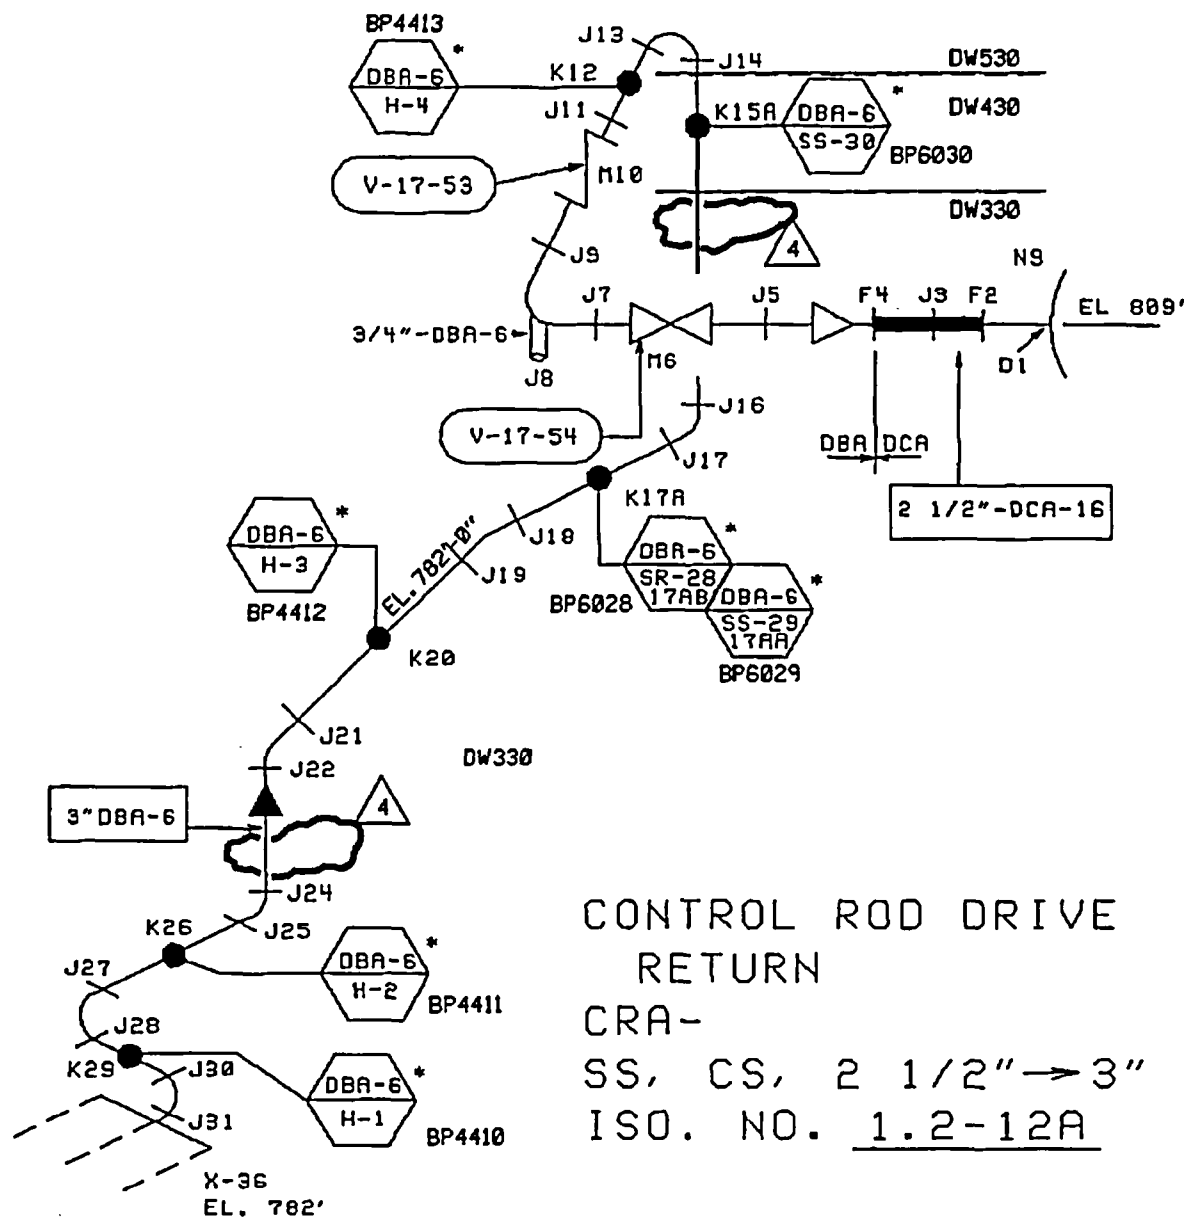 BP4413
DBA-6
*
H-4
K12
J13
J14
DW530
J11
K15A
DBA-6
*
SS-30
BP6030
DW430
V-17-53
M10
DW330
4
J9
N9
J7
J5
F4
J3
F2
EL 809'
3/4"-DBA-6
J8
M6
D1
J16
V-17-54
J17
DBA
DCA
2 1/2"-DCA-16
K17A
J18
DBA-6
*
H-3
BP4412
EL.782'-0"
J19
DBA-6
*
SR-28
17AB
BP6028
DBA-6
*
SS-29
17AA
BP6029
K20
J21
DW330
J22
3"DBA-6
4
J24
J25
K26
DBA-6
*
H-2
BP4411
J27
J28
K29
J30
DBA-6
*
H-1
BP4410
J31
X-36
EL. 782'
CONTROL ROD DRIVE
RETURN
CRA-
SS, CS, 2 1/2"→3"
ISO. NO. 1.2-12A